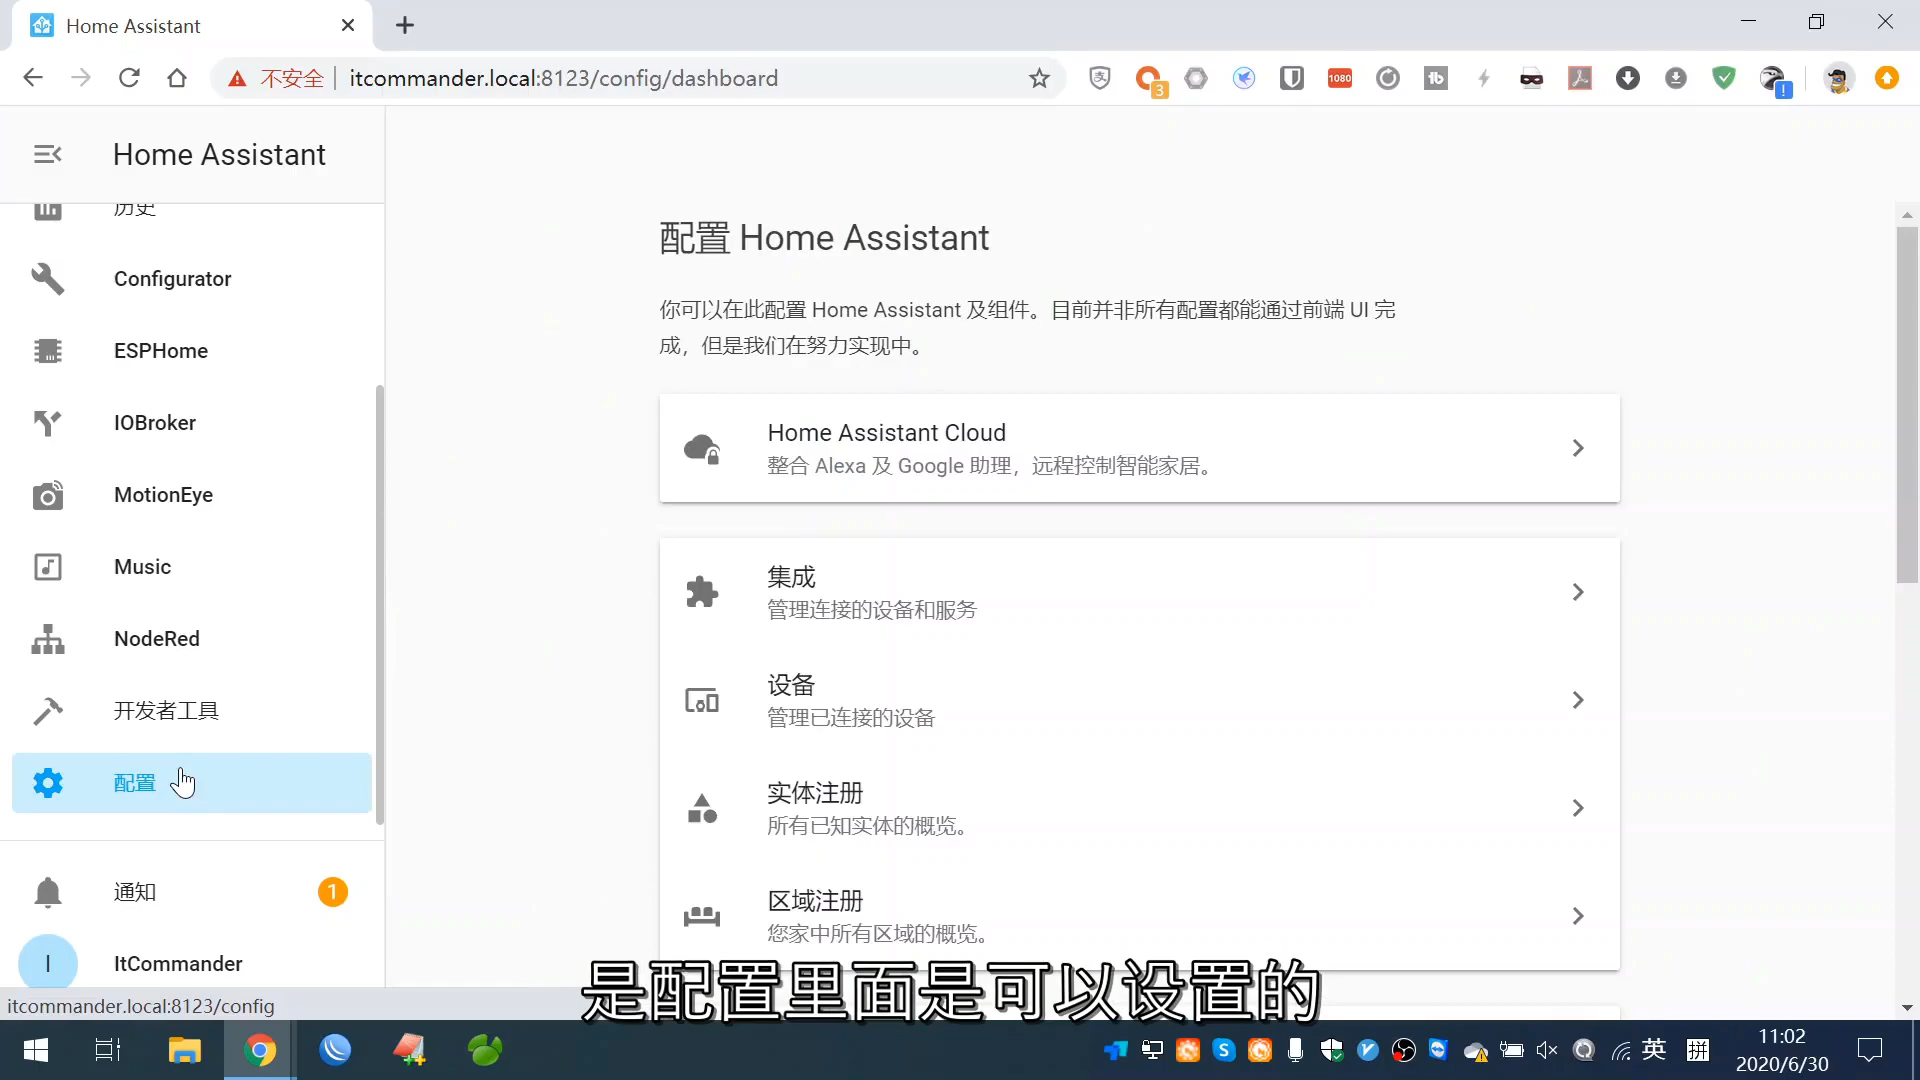 Home Assistant
不安全
itcommander.local:8123/config/dashboard
1080
3
Home Assistant
历史
Configurator
ESPHome
IOBroker
MotionEye
Music
NodeRed
开发者工具
配置
通知
1
I
ItCommander
itcommander.local:8123/config
配置 Home Assistant
你可以在此配置 Home Assistant 及组件。目前并非所有配置都能通过前端 UI 完
成，但是我们在努力实现中。
Home Assistant Cloud
整合 Alexa 及 Google 助理，远程控制智能家居。
集成
管理连接的设备和服务
设备
管理已连接的设备
实体注册
所有已知实体的概览。
区域注册
您家中所有区域的概览。
是配置里面是可以设置的
英
拼
11:02
2020/6/30